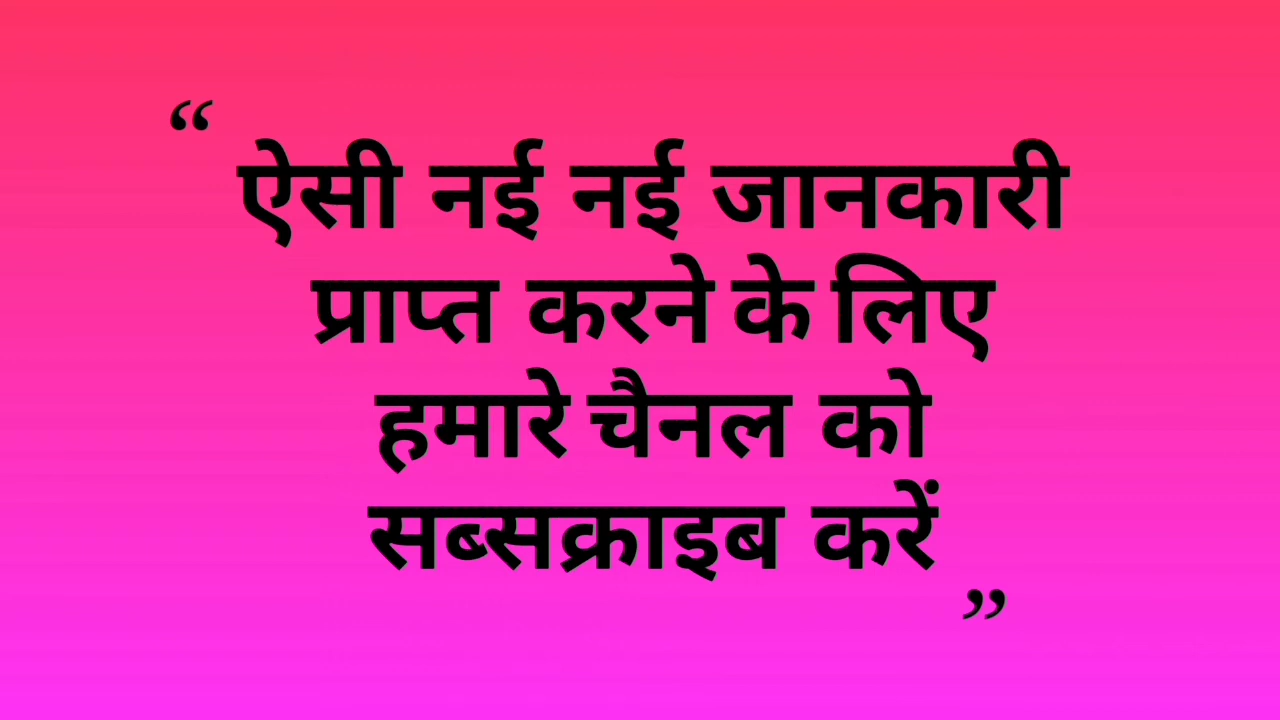 “ ऐसी नई नई जानकारी
प्राप्त करने के लिए
हमारे चैनल को
सब्सक्राइब करें ”